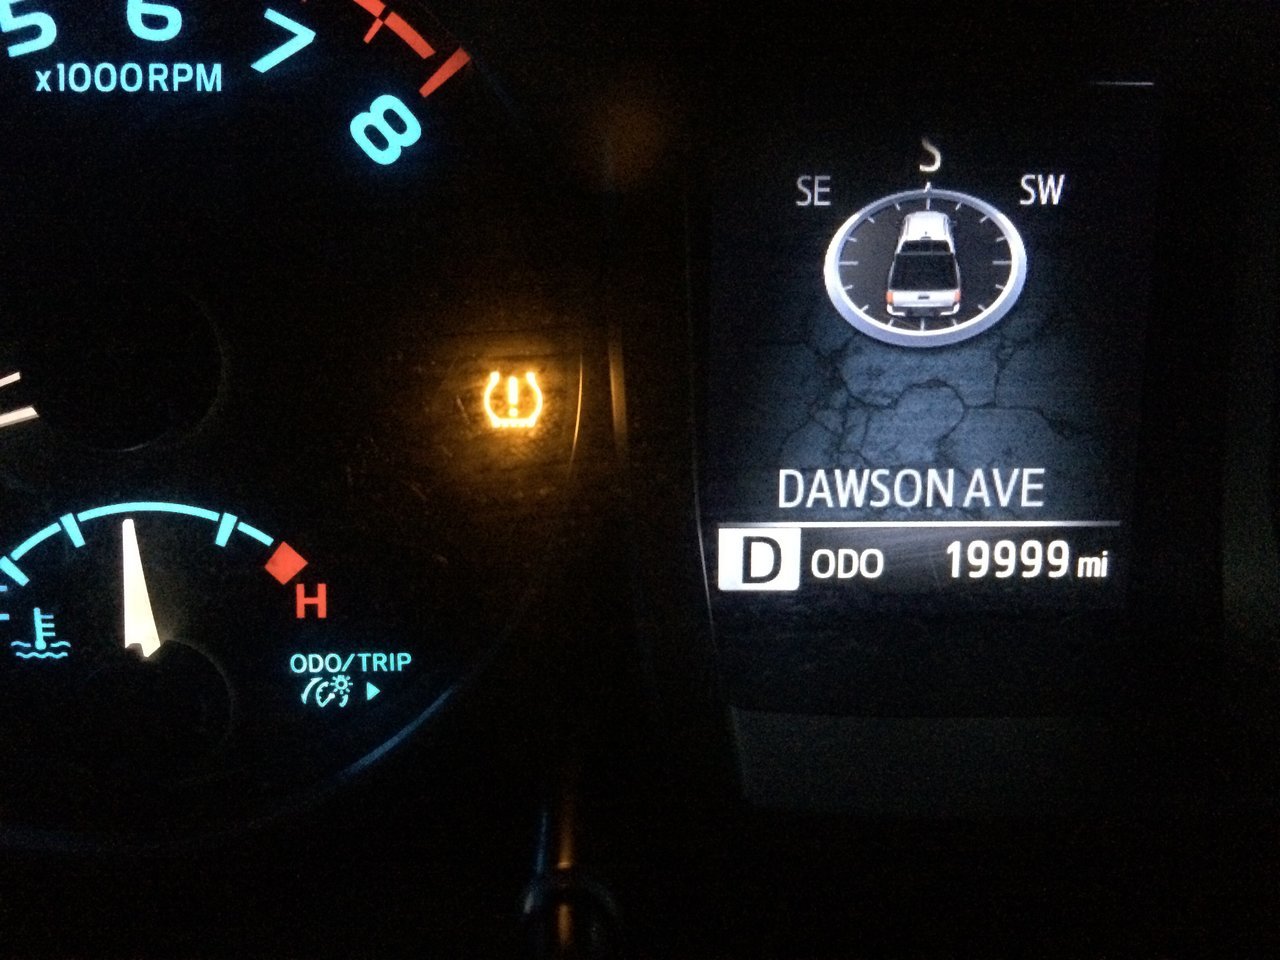 5 6 7 8
x1000RPM
S
SE SW
DAWSON AVE
D ODO 19999 mi
H
ODO/TRIP